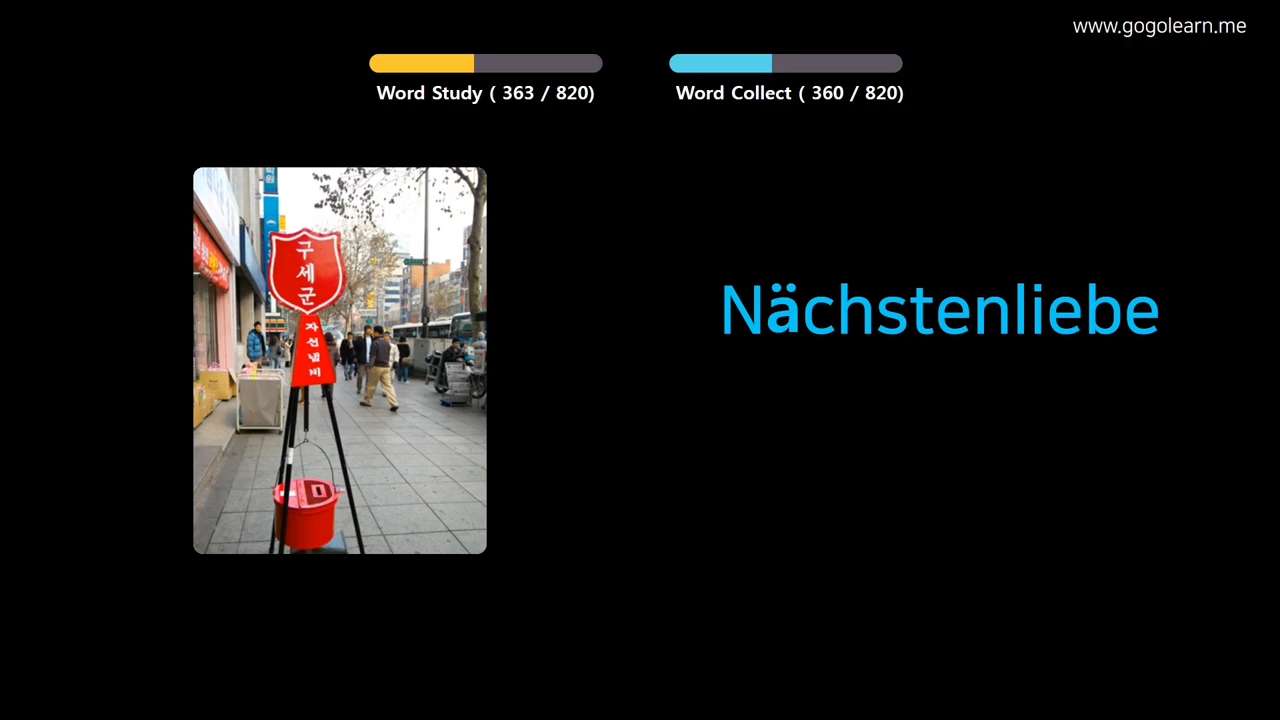 www.gogolearn.me
Word Study ( 363 / 820)
Word Collect ( 360 / 820)
구세군
자선냄비
Nächstenliebe